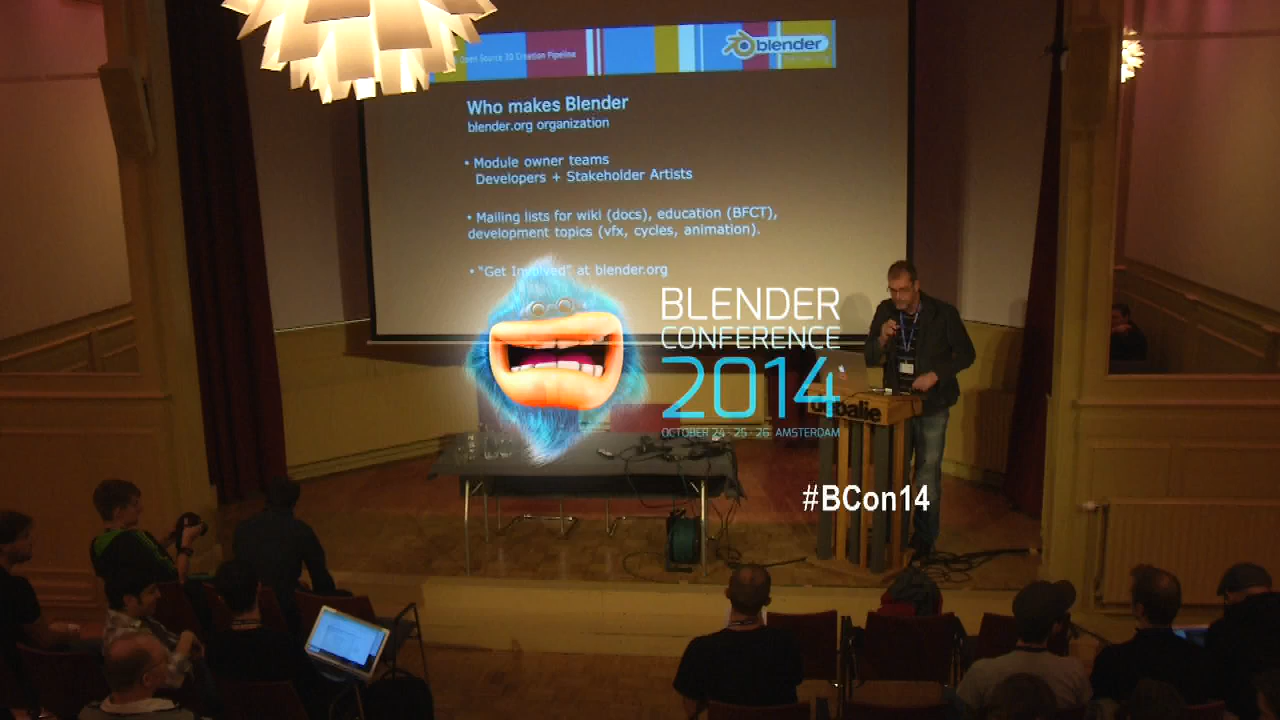 Open Source 3D Creation Pipeline
blender
Who makes Blender
blender.org organization
• Module owner teams
Developers + Stakeholder Artists
• Mailing lists for wiki (docs), education (BFCT),
development topics (vfx, cycles, animation).
• "Get Involved" at blender.org
BLENDER
CONFERENCE
2014
OCTOBER 24 - 25 - 26 AMSTERDAM
balie
#BCon14